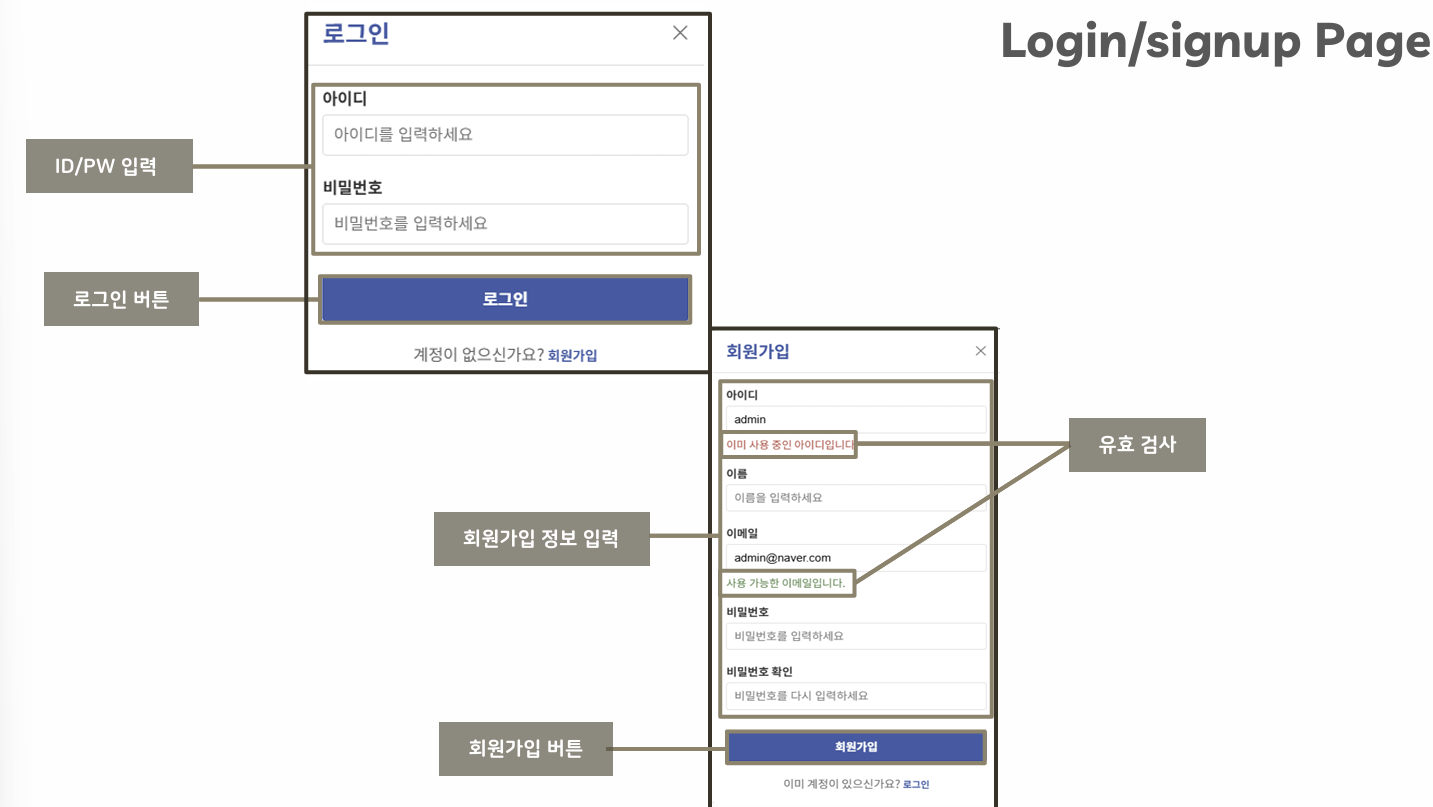 Login/signup Page
로그인
아이디
아이디를 입력하세요
ID/PW 입력
비밀번호
비밀번호를 입력하세요
로그인 버튼
로그인
계정이 없으신가요? 회원가입
회원가입
아이디
admin
이미 사용 중인 아이디입니다
유효 검사
이름
이름을 입력하세요
회원가입 정보 입력
이메일
admin@naver.com
사용 가능한 이메일입니다.
비밀번호
비밀번호를 입력하세요
비밀번호 확인
비밀번호를 다시 입력하세요
회원가입 버튼
회원가입
이미 계정이 있으신가요? 로그인